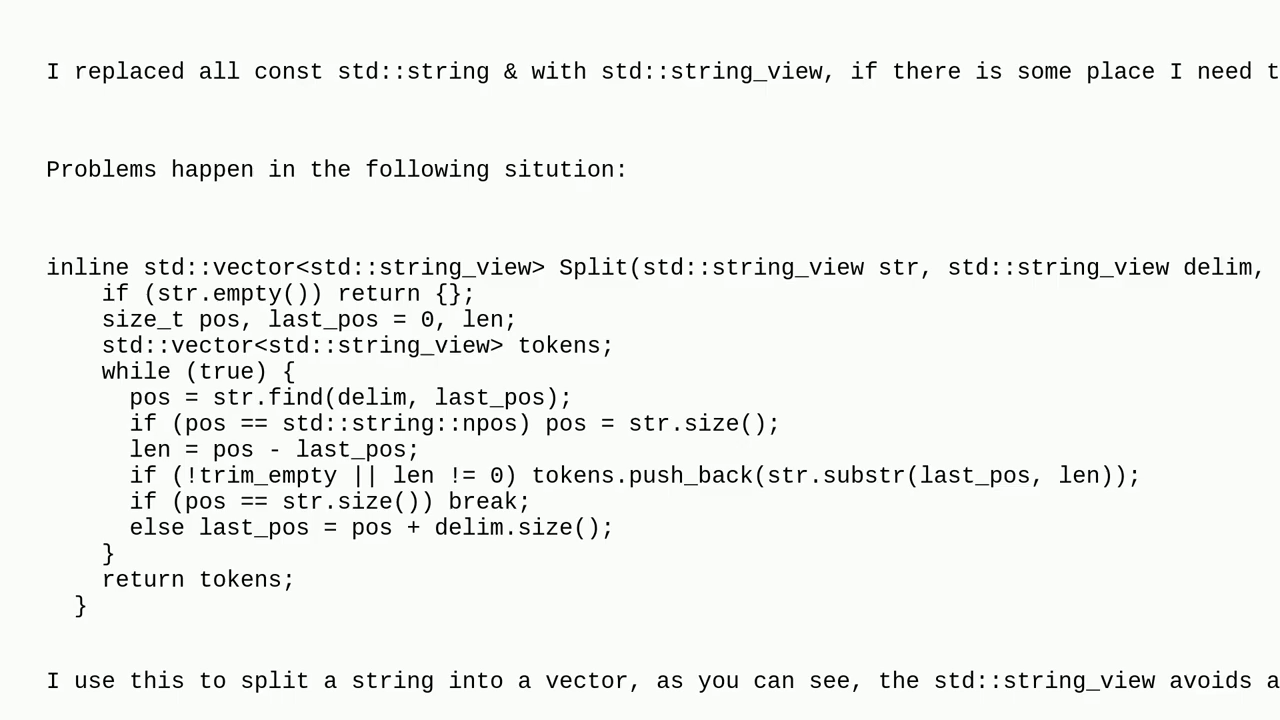 I replaced all const std::string & with std::string_view, if there is some place I need
Problems happen in the following sitution:
inline std::vector<std::string_view> Split(std::string_view str, std::string_view delim,
if (str.empty()) return {};
size_t pos, last_pos = 0, len;
std::vector<std::string_view> tokens;
while (true) {
pos = str.find(delim, last_pos);
if (pos == std::string::npos) pos = str.size();
len = pos - last_pos;
if (!trim_empty || len != 0) tokens.push_back(str.substr(last_pos, len));
if (pos == str.size()) break;
else last_pos = pos + delim.size();
}
return tokens;
}
I use this to split a string into a vector, as you can see, the std::string_view avoids